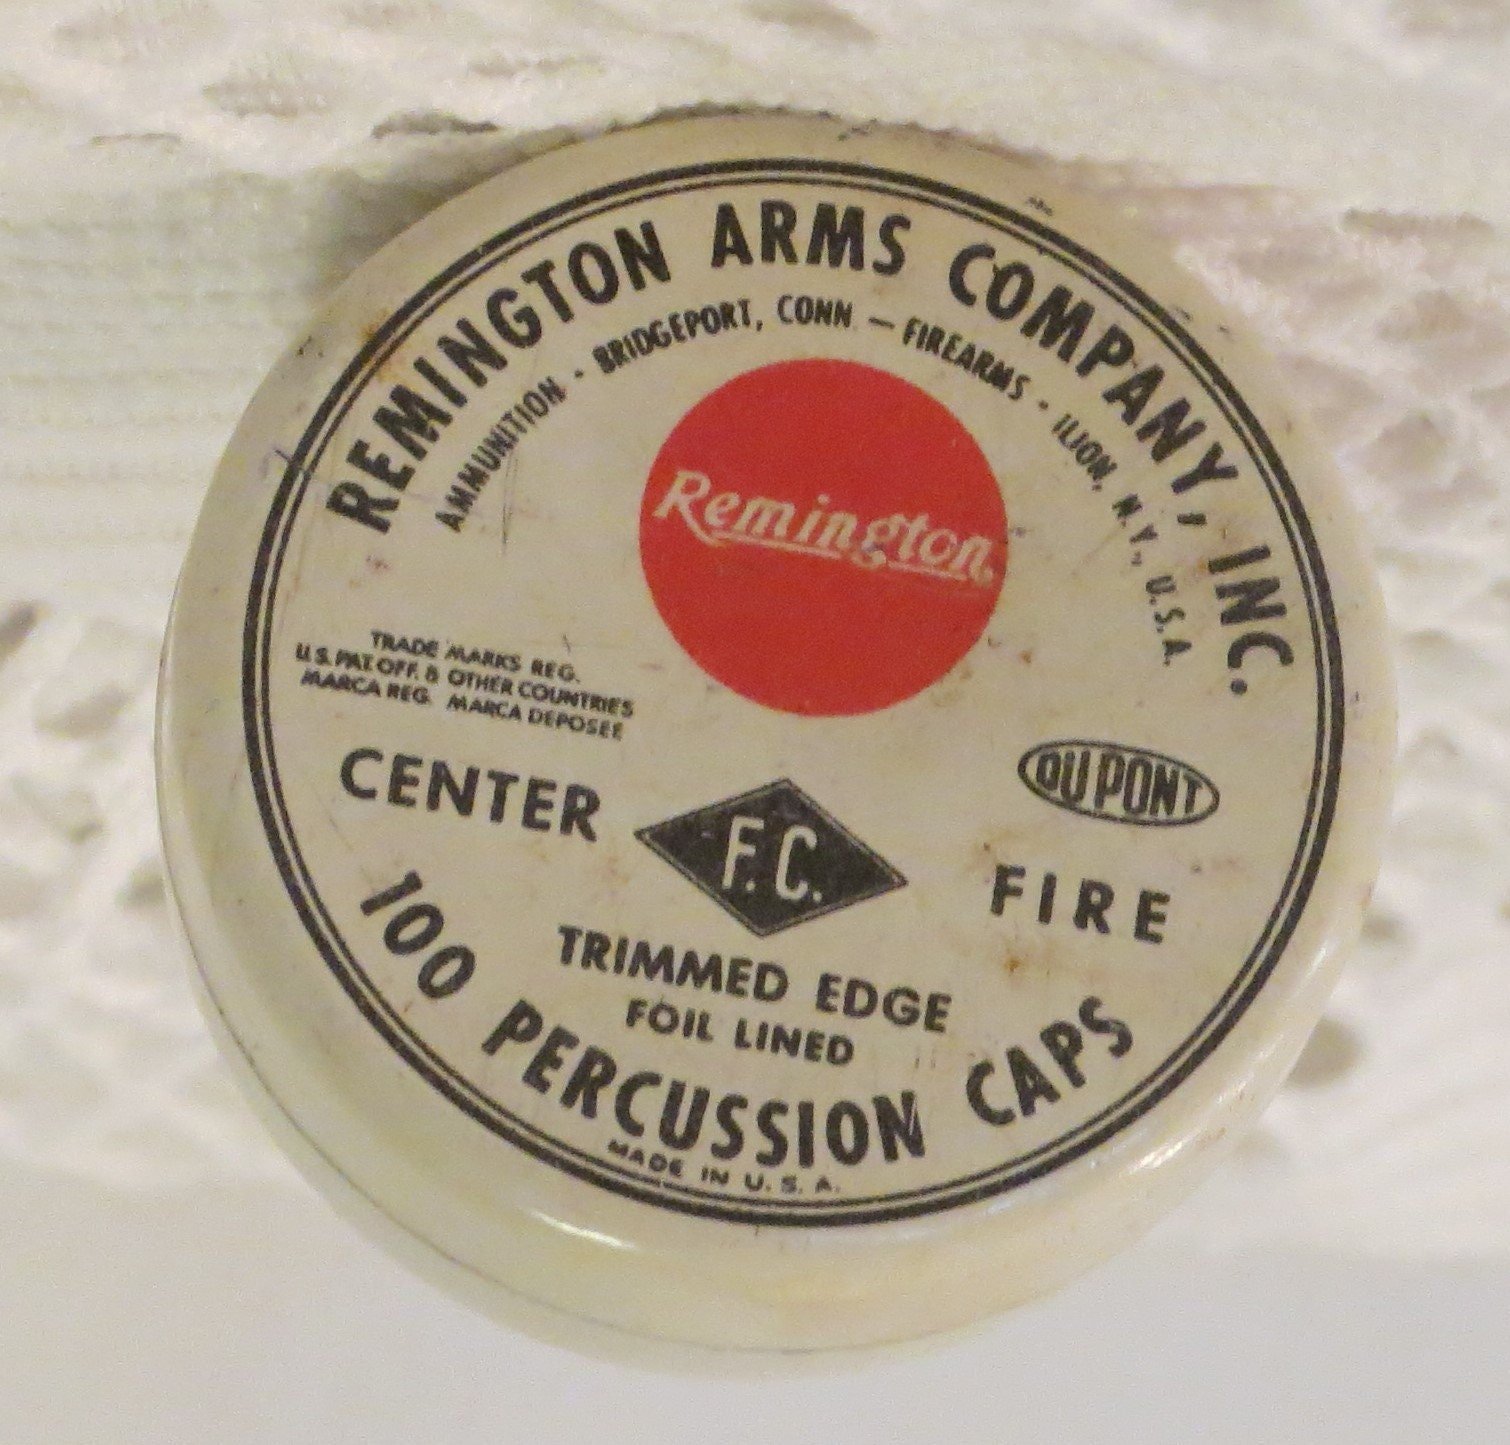 REMINGTON ARMS COMPANY, INC.
AMMUNITION - BRIDGEPORT, CONN. — FIREARMS - ILION, N.Y., U.S.A.
Remington
TRADE MARKS REG.
U.S. PAT. OFF. & OTHER COUNTRIES
MARCA REG. MARCA DEPOSEE
DU PONT
CENTER F.C. FIRE
TRIMMED EDGE
FOIL LINED
100 PERCUSSION CAPS
MADE IN U.S.A.